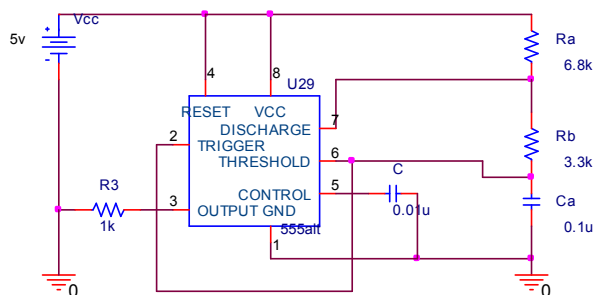 Vcc
5v
+
-
Ra
6.8k
4
8
U29
RESET VCC
7
DISCHARGE
2
TRIGGER
6
THRESHOLD
Rb
3.3k
R3
1k
3
CONTROL
5
C
0.01u
OUTPUT GND
555alt
1
Ca
0.1u
0
0